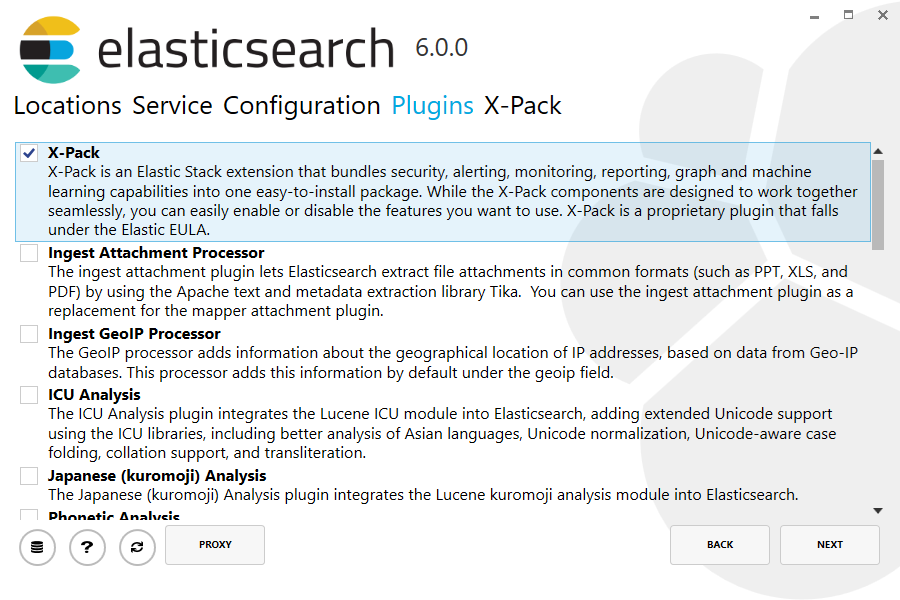 elasticsearch 6.0.0
Locations Service Configuration Plugins X-Pack
X-Pack
X-Pack is an Elastic Stack extension that bundles security, alerting, monitoring, reporting, graph and machine
learning capabilities into one easy-to-install package. While the X-Pack components are designed to work together
seamlessly, you can easily enable or disable the features you want to use. X-Pack is a proprietary plugin that falls
under the Elastic EULA.
Ingest Attachment Processor
The ingest attachment plugin lets Elasticsearch extract file attachments in common formats (such as PPT, XLS, and
PDF) by using the Apache text and metadata extraction library Tika.  You can use the ingest attachment plugin as a
replacement for the mapper attachment plugin.
Ingest GeoIP Processor
The GeoIP processor adds information about the geographical location of IP addresses, based on data from Geo-IP
databases. This processor adds this information by default under the geoip field.
ICU Analysis
The ICU Analysis plugin integrates the Lucene ICU module into Elasticsearch, adding extended Unicode support
using the ICU libraries, including better analysis of Asian languages, Unicode normalization, Unicode-aware case
folding, collation support, and transliteration.
Japanese (kuromoji) Analysis
The Japanese (kuromoji) Analysis plugin integrates the Lucene kuromoji analysis module into Elasticsearch.
Phonetic Analysis
? PROXY BACK NEXT